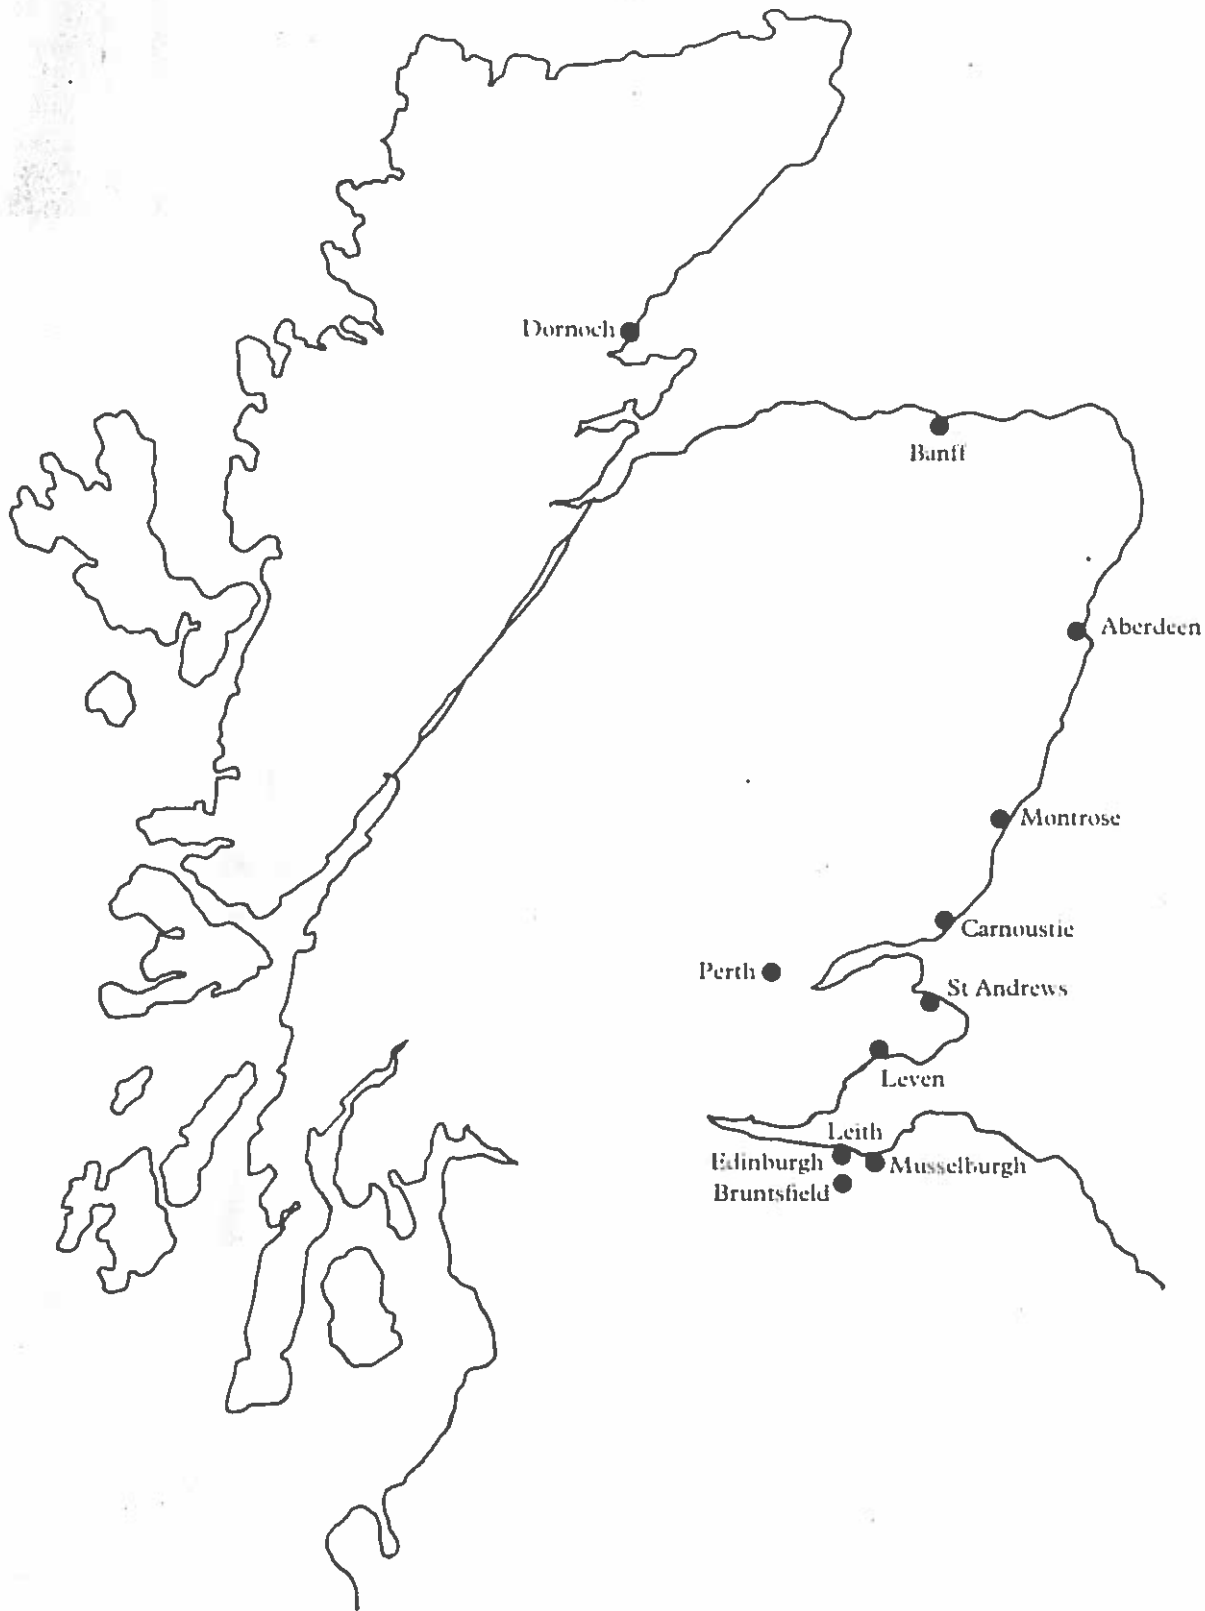 Dornoch
Banff
Aberdeen
Montrose
Carnoustie
Perth
St Andrews
Leven
Leith
Edinburgh
Musselburgh
Bruntsfield